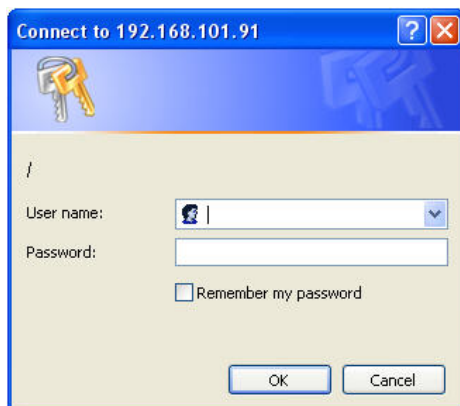 Connect to 192.168.101.91
/
User name:
Password:
Remember my password
OK Cancel